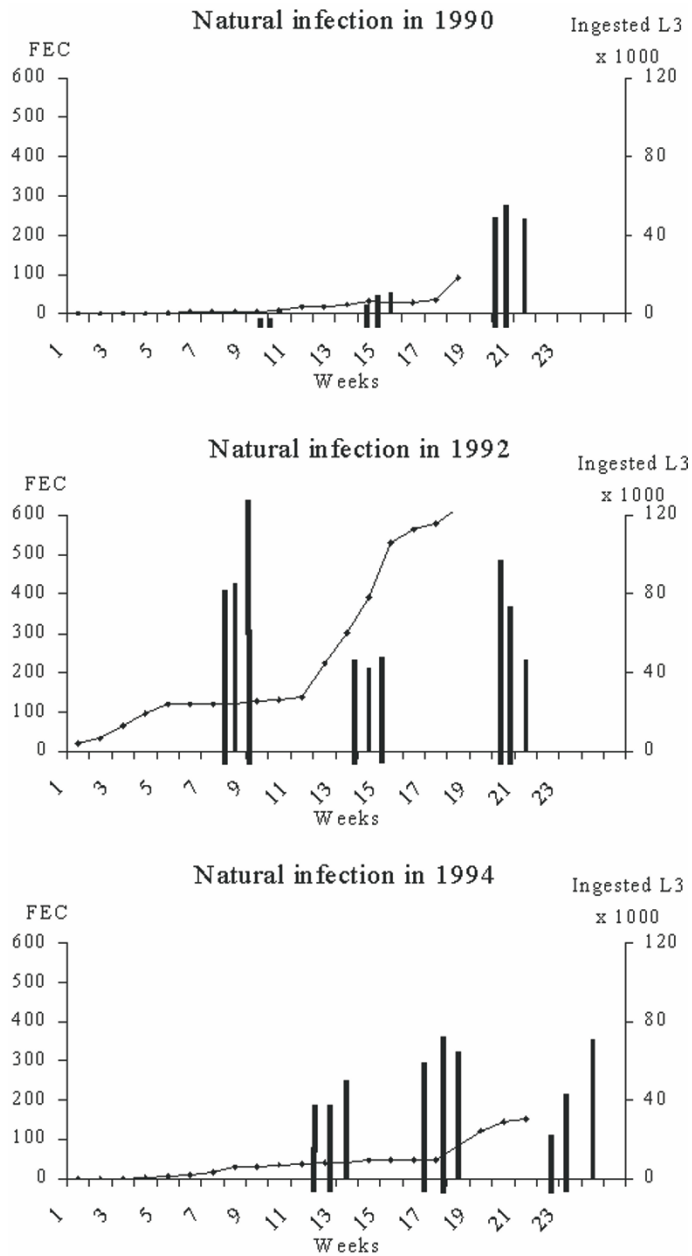 Natural infection in 1990
FEC Ingested L3
x 1000
600 120
500
400 80
300
200 40
100
0 0
1 3 5 7 9 11 13 15 17 19 21 23
Weeks
Natural infection in 1992
FEC Ingested L3
x 1000
600 120
500
400 80
300
200 40
100
0 0
1 3 5 7 9 11 13 15 17 19 21 23
Weeks
Natural infection in 1994
FEC Ingested L3
x 1000
600 120
500
400 80
300
200 40
100
0 0
1 3 5 7 9 11 13 15 17 19 21 23
Weeks